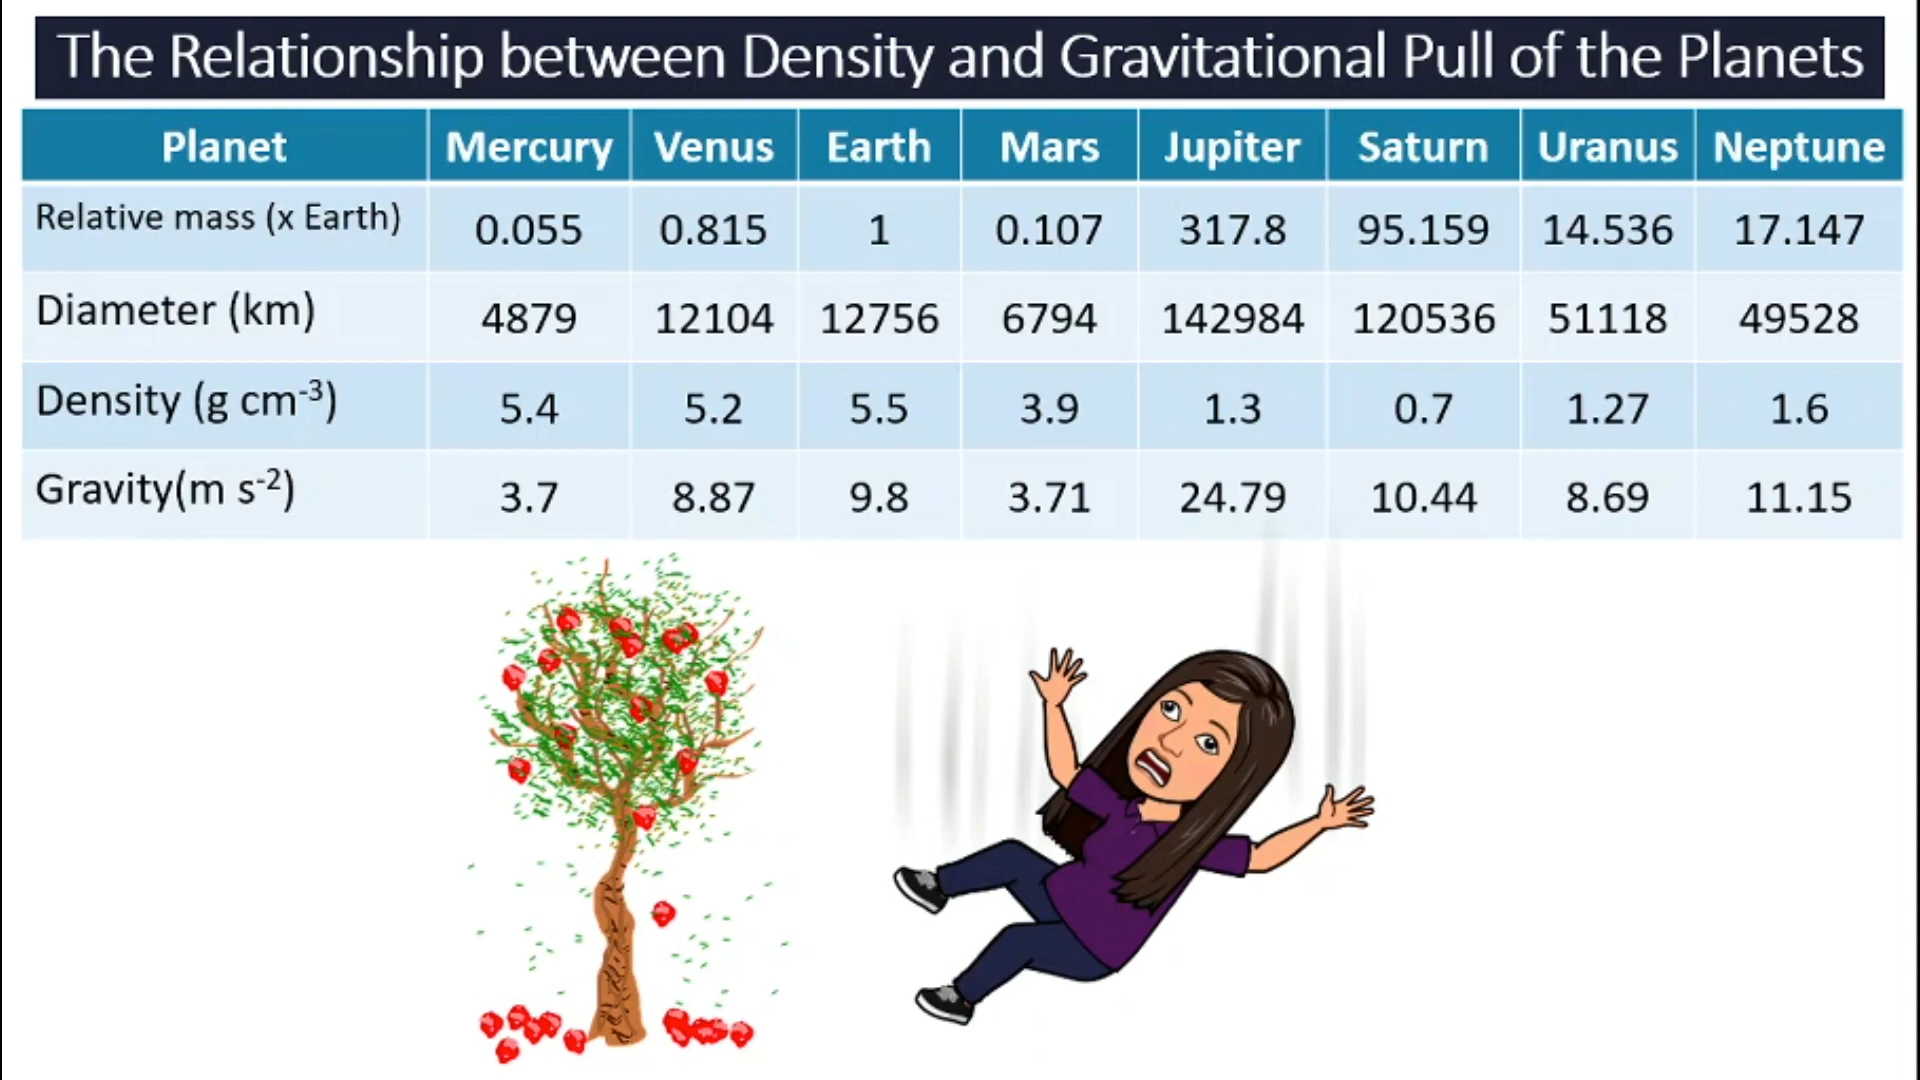 The Relationship between Density and Gravitational Pull of the Planets
Planet Mercury Venus Earth Mars Jupiter Saturn Uranus Neptune
Relative mass (x Earth) 0.055 0.815 1 0.107 317.8 95.159 14.536 17.147
Diameter (km) 4879 12104 12756 6794 142984 120536 51118 49528
Density (g cm⁻³) 5.4 5.2 5.5 3.9 1.3 0.7 1.27 1.6
Gravity(m s⁻²) 3.7 8.87 9.8 3.71 24.79 10.44 8.69 11.15